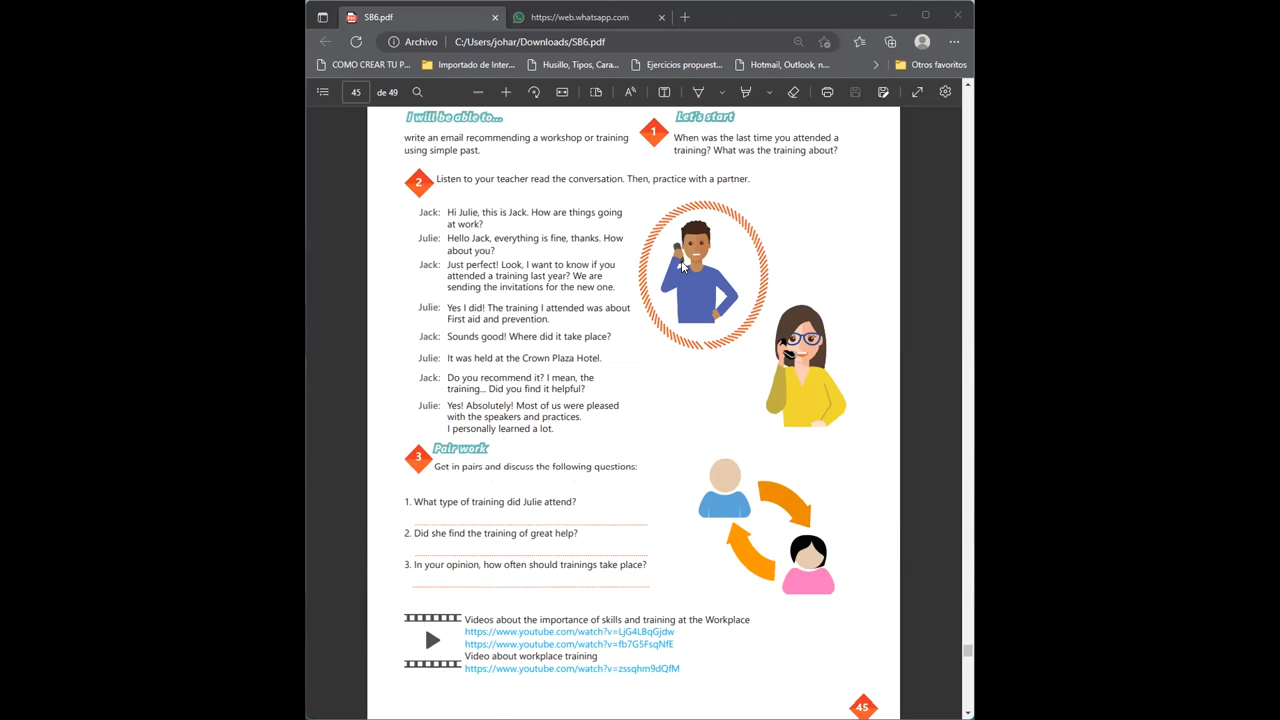 SB6.pdf
https://web.whatsapp.com
Archivo
C:/Users/johar/Downloads/SB6.pdf
COMO CREAR TU P...
Importado de Inter...
Husillo, Tipos, Cara...
Ejercicios propuest...
Hotmail, Outlook, n...
Otros favoritos
45
de 49
I will be able to...
write an email recommending a workshop or training
using simple past.
1
Let's start
When was the last time you attended a
training? What was the training about?
2
Listen to your teacher read the conversation. Then, practice with a partner.
Jack: Hi Julie, this is Jack. How are things going
at work?
Julie: Hello Jack, everything is fine, thanks. How
about you?
Jack: Just perfect! Look, I want to know if you
attended a training last year? We are
sending the invitations for the new one.
Julie: Yes I did! The training I attended was about
First aid and prevention.
Jack: Sounds good! Where did it take place?
Julie: It was held at the Crown Plaza Hotel.
Jack: Do you recommend it? I mean, the
training... Did you find it helpful?
Julie: Yes! Absolutely! Most of us were pleased
with the speakers and practices.
I personally learned a lot.
3
Pair work
Get in pairs and discuss the following questions:
1. What type of training did Julie attend?
2. Did she find the training of great help?
3. In your opinion, how often should trainings take place?
Videos about the importance of skills and training at the Workplace
https://www.youtube.com/watch?v=LjG4LBqGjdw
https://www.youtube.com/watch?v=fb7G5FsqNfE
Video about workplace training
https://www.youtube.com/watch?v=zssqhm9dQfM
45